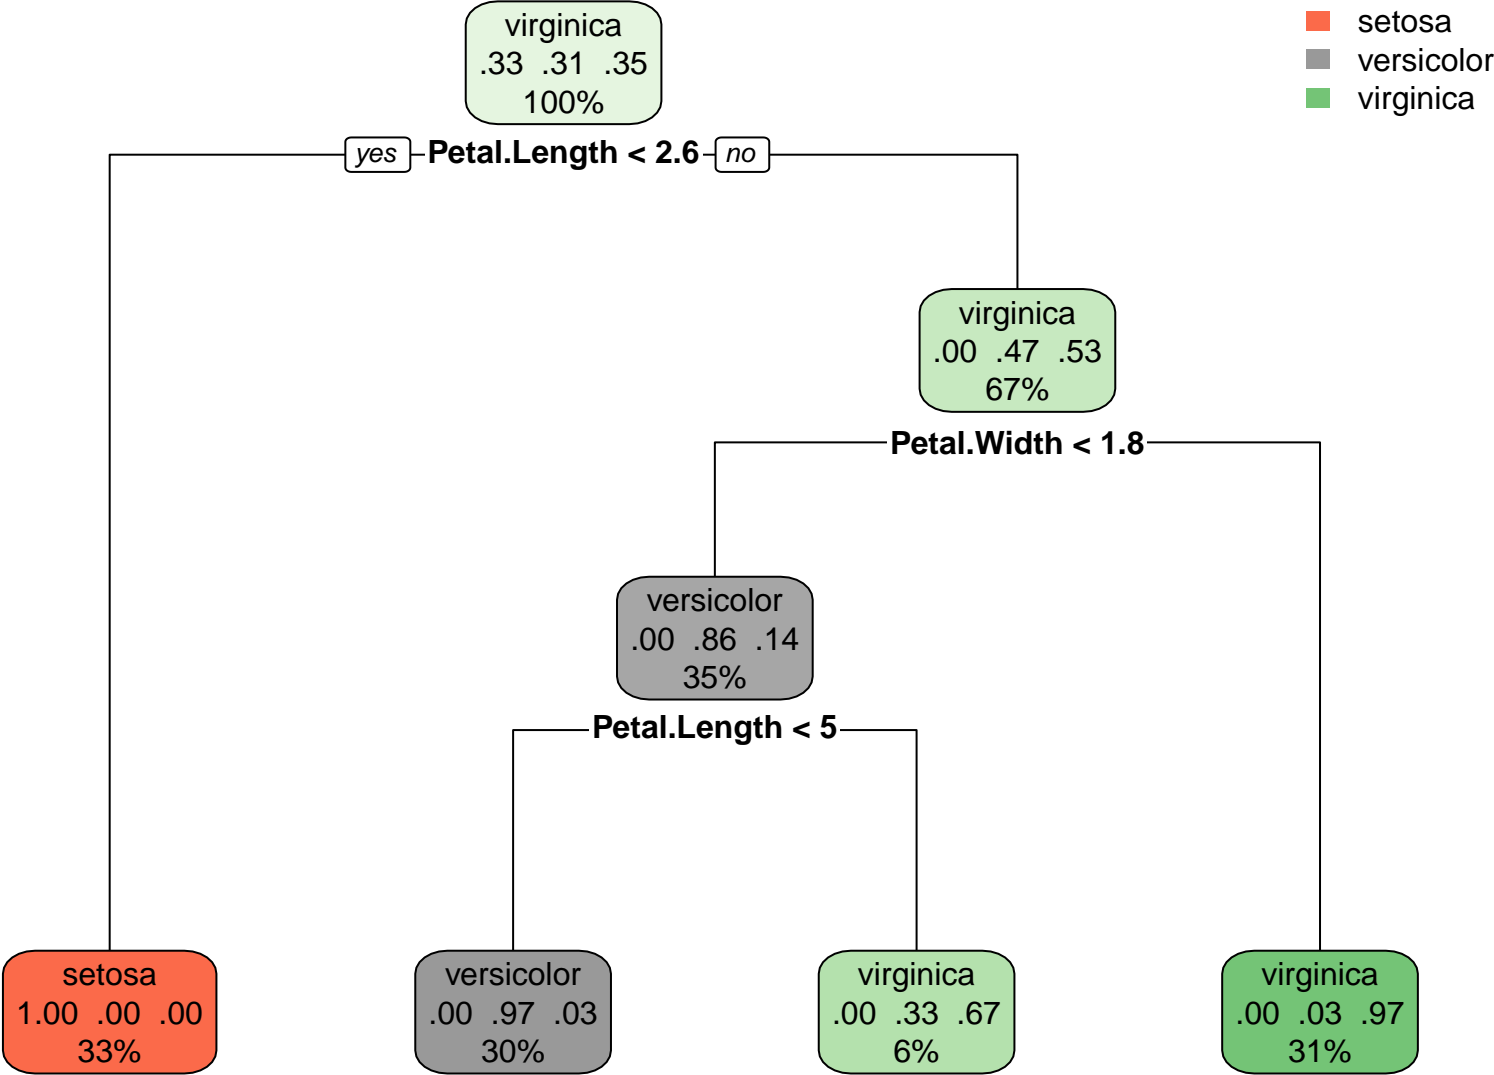 virginica
.33 .31 .35
100%
setosa
versicolor
virginica
yes
Petal.Length < 2.6
no
virginica
.00 .47 .53
67%
Petal.Width < 1.8
versicolor
.00 .86 .14
35%
Petal.Length < 5
setosa
1.00 .00 .00
33%
versicolor
.00 .97 .03
30%
virginica
.00 .33 .67
6%
virginica
.00 .03 .97
31%